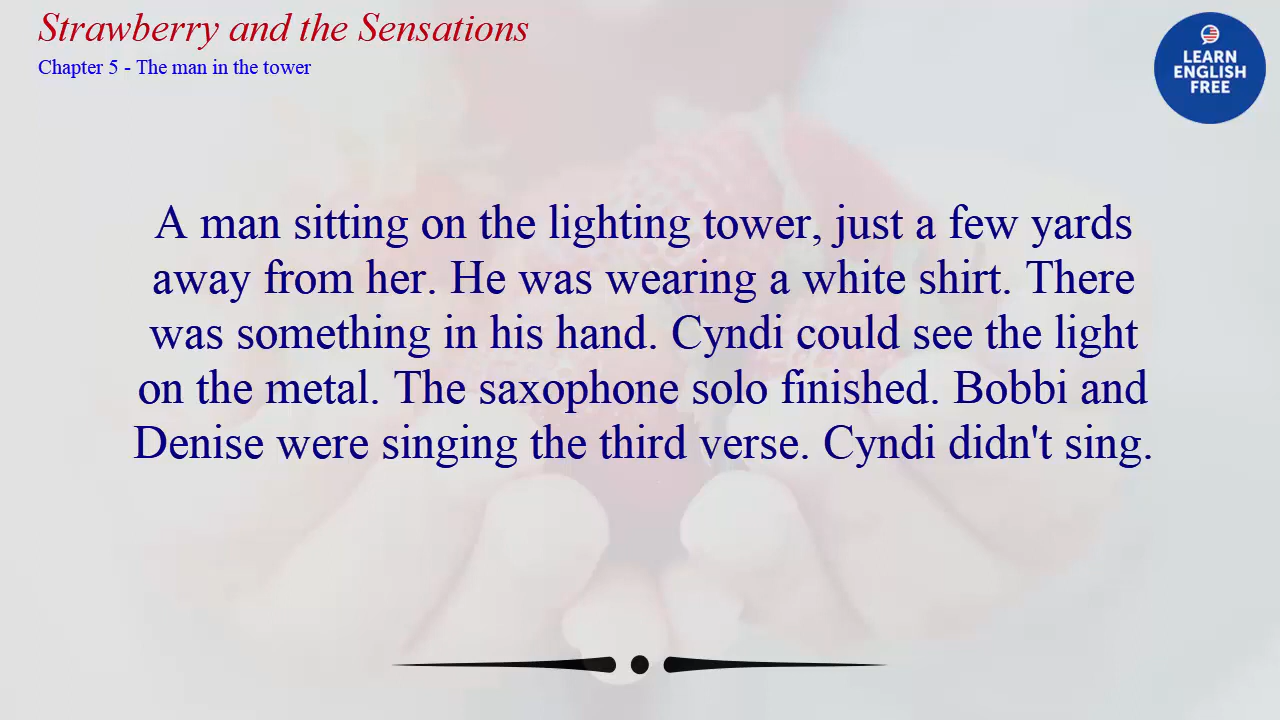 Strawberry and the Sensations
Chapter 5 - The man in the tower
LEARN
ENGLISH
FREE
A man sitting on the lighting tower, just a few yards
away from her. He was wearing a white shirt. There
was something in his hand. Cyndi could see the light
on the metal. The saxophone solo finished. Bobbi and
Denise were singing the third verse. Cyndi didn't sing.